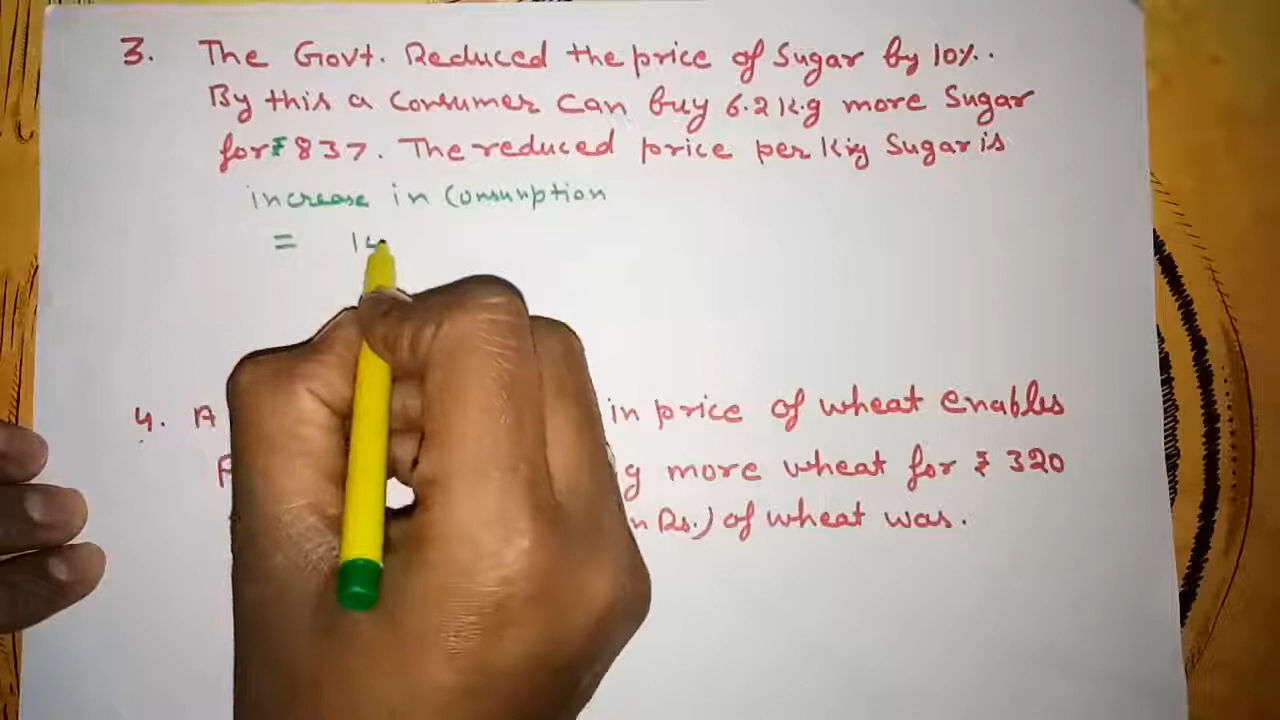 3. The Govt. Reduced the price of Sugar by 10%.
By this a Consumer Can buy 6.2 K.g more Sugar
for ₹ 837. The reduced price per Kg Sugar is
increase in Consunption
=
4. A in price of wheat enables
more wheat for ₹ 320
Rs.) of wheat was.